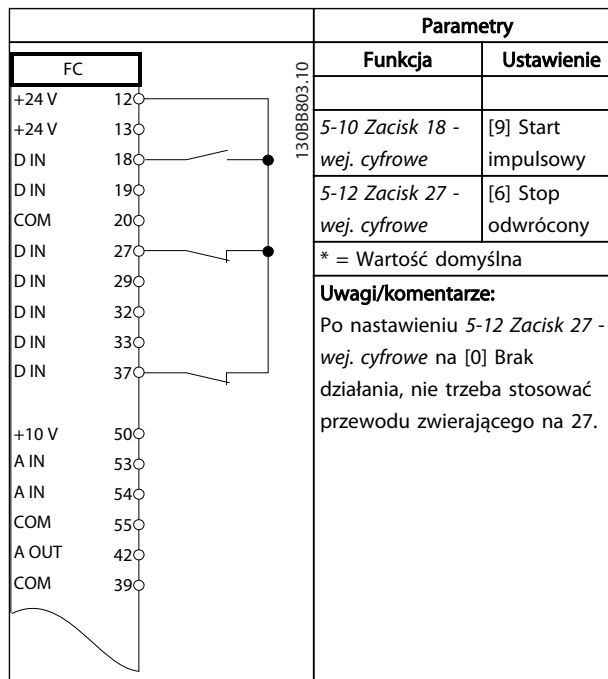 FC
+24 V 12
+24 V 13
D IN 18
D IN 19
COM 20
D IN 27
D IN 29
D IN 32
D IN 33
D IN 37
+10 V 50
A IN 53
A IN 54
COM 55
A OUT 42
COM 39
130BB803.10
Parametry
Funkcja Ustawienie
5-10 Zacisk 18 - [9] Start
wej. cyfrowe impulsowy
5-12 Zacisk 27 - [6] Stop
wej. cyfrowe odwrócony
* = Wartość domyślna
Uwagi/komentarze:
Po nastawieniu 5-12 Zacisk 27 -
wej. cyfrowe na [0] Brak
działania, nie trzeba stosować
przewodu zwierającego na 27.